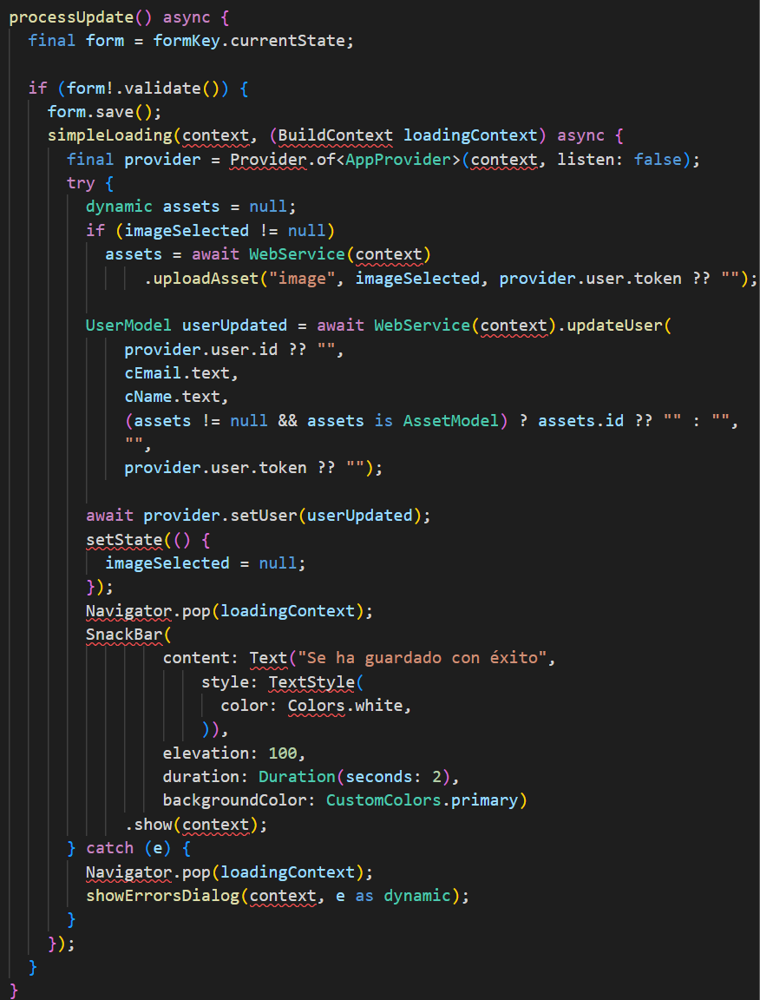 processUpdate() async {
  final form = formKey.currentState;

  if (form!.validate()) {
    form.save();
    simpleLoading(context, (BuildContext loadingContext) async {
      final provider = Provider.of<AppProvider>(context, listen: false);
      try {
        dynamic assets = null;
        if (imageSelected != null)
          assets = await WebService(context)
              .uploadAsset("image", imageSelected, provider.user.token ?? "");

        UserModel userUpdated = await WebService(context).updateUser(
            provider.user.id ?? "",
            cEmail.text,
            cName.text,
            (assets != null && assets is AssetModel) ? assets.id ?? "" : "",
            "",
            provider.user.token ?? "");

        await provider.setUser(userUpdated);
        setState(() {
          imageSelected = null;
        });
        Navigator.pop(loadingContext);
        SnackBar(
                content: Text("Se ha guardado con éxito",
                    style: TextStyle(
                      color: Colors.white,
                    )),
                elevation: 100,
                duration: Duration(seconds: 2),
                backgroundColor: CustomColors.primary)
            .show(context);
      } catch (e) {
        Navigator.pop(loadingContext);
        showErrorsDialog(context, e as dynamic);
      }
    });
  }
}